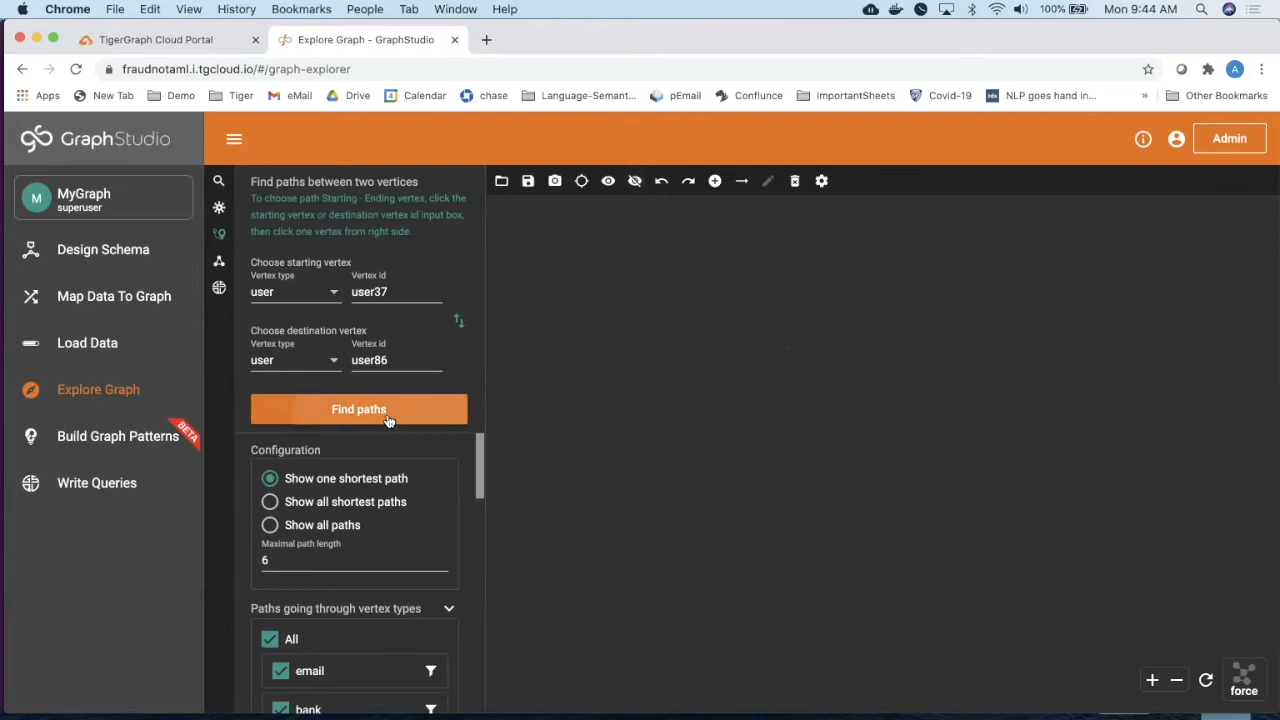 Chrome File Edit View History Bookmarks People Tab Window Help 100% Mon 9:44 AM
TigerGraph Cloud Portal
Explore Graph - GraphStudio
fraudnotaml.i.tgcloud.io/#/graph-explorer
A
Apps New Tab Demo Tiger eMail Drive 4 Calendar chase Language-Semant... pEmail Conflunce ImportantSheets Covid-19 tds NLP goes hand in... » Other Bookmarks
GraphStudio
Admin
M
MyGraph
superuser
Design Schema
Map Data To Graph
Load Data
Explore Graph
Build Graph Patterns
BETA
Write Queries
Find paths between two vertices
To choose path Starting - Ending vertex, click the
starting vertex or destination vertex id input box,
then click one vertex from right side.
Choose starting vertex
Vertex type Vertex id
user user37
Choose destination vertex
Vertex type Vertex id
user user86
Find paths
Configuration
Show one shortest path
Show all shortest paths
Show all paths
Maximal path length
6
Paths going through vertex types
All
email
bank
force